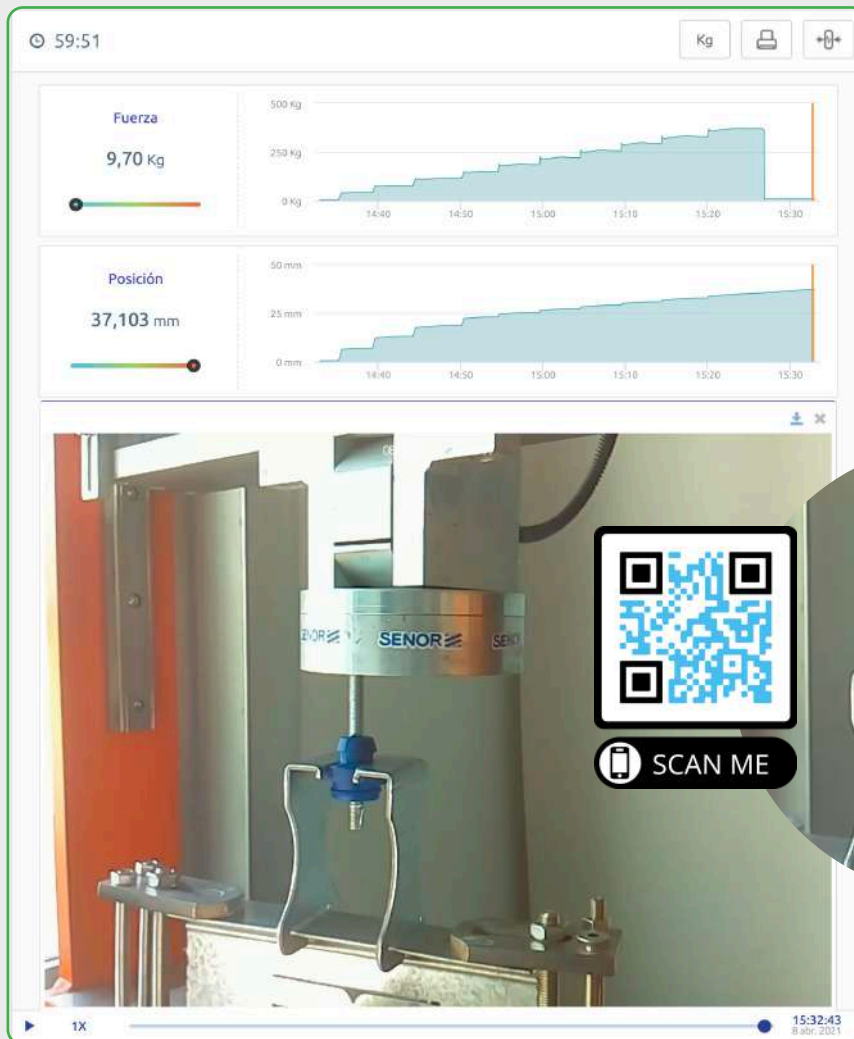 59:51
Kg
Fuerza
9,70 Kg
500 Kg
250 Kg
0 Kg
14:40 14:50 15:00 15:10 15:20 15:30
Posición
37,103 mm
50 mm
25 mm
0 mm
14:40 14:50 15:00 15:10 15:20 15:30
SENOR SENOR SENOR
SCAN ME
1X
15:32:43
8 abr. 2021